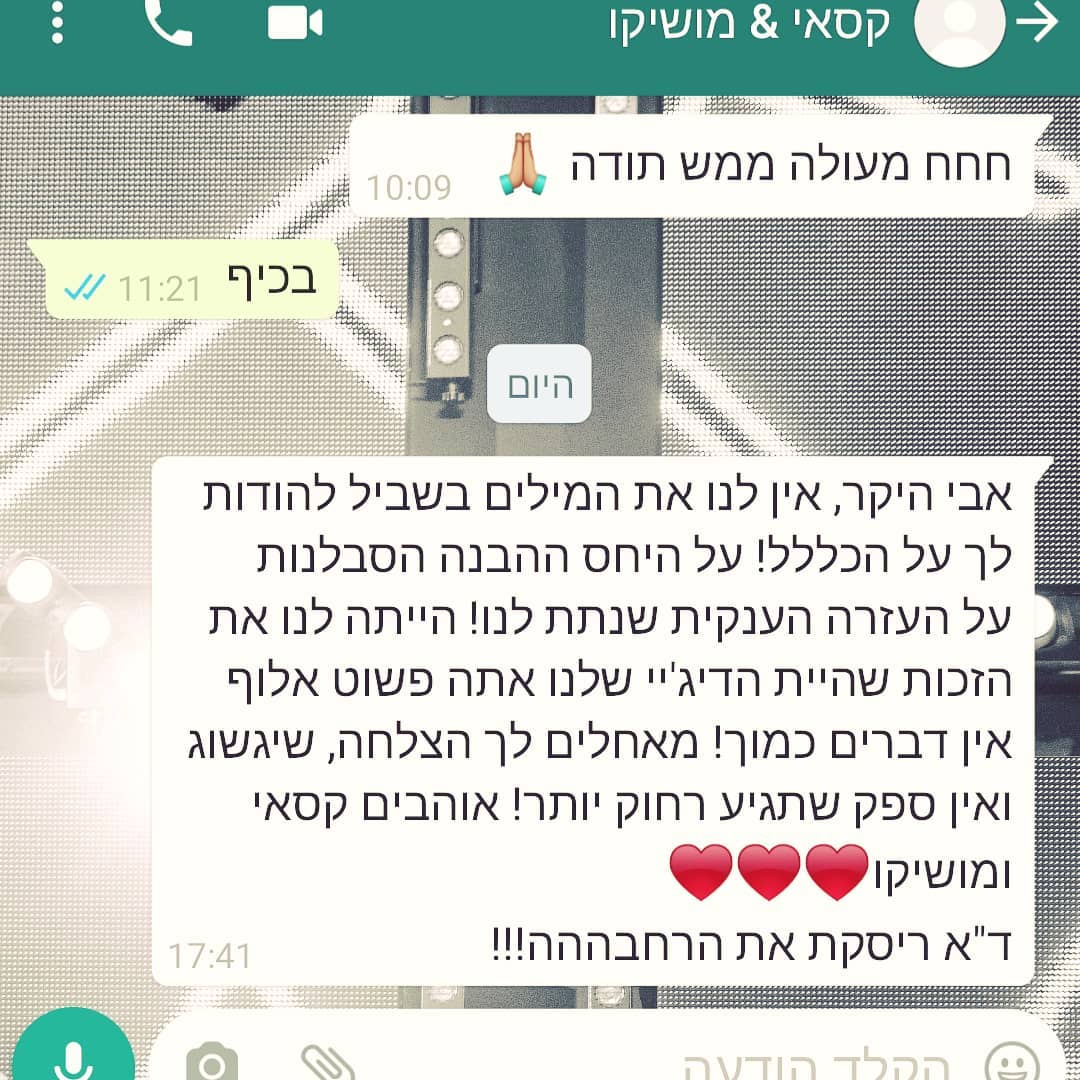 קסאי & מושיקו
חחח מעולה ממש תודה 🙏🏼
10:09
בכיף
11:21
היום
אבי היקר, אין לנו את המילים בשביל להודות
לך על הכללל! על היחס ההבנה הסבלנות
על העזרה הענקית שנתת לנו! הייתה לנו את
הזכות שהיית הדיג'יי שלנו אתה פשוט אלוף
אין דברים כמוך! מאחלים לך הצלחה, שיגשוג
ואין ספק שתגיע רחוק יותר! אוהבים קסאי
ומושיקו❤️❤️❤️
ד"א ריסקת את הרחבהההה!!!
17:41
הקלד הודעה